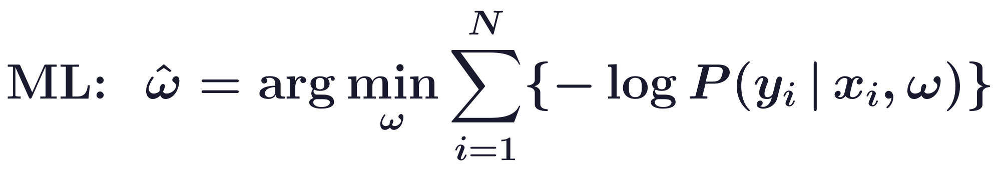 ML: ω̂ = arg min_ω ∑_{i=1}^{N} {− log P(y_i | x_i, ω)}